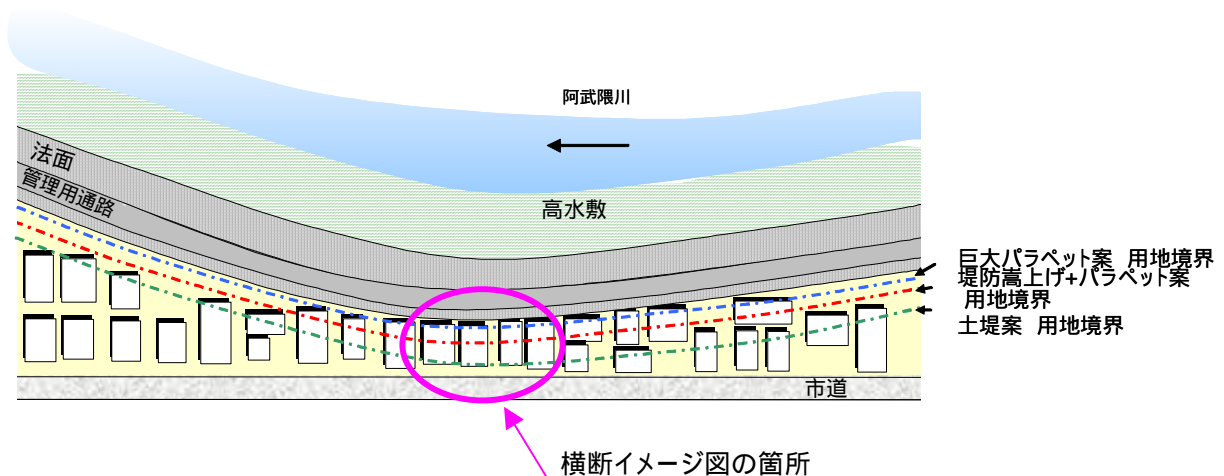 阿武隈川
法面
管理用通路
高水敷
巨大パラペット案 用地境界
堤防嵩上げ+パラペット案
用地境界
土堤案 用地境界
市道
横断イメージ図の箇所